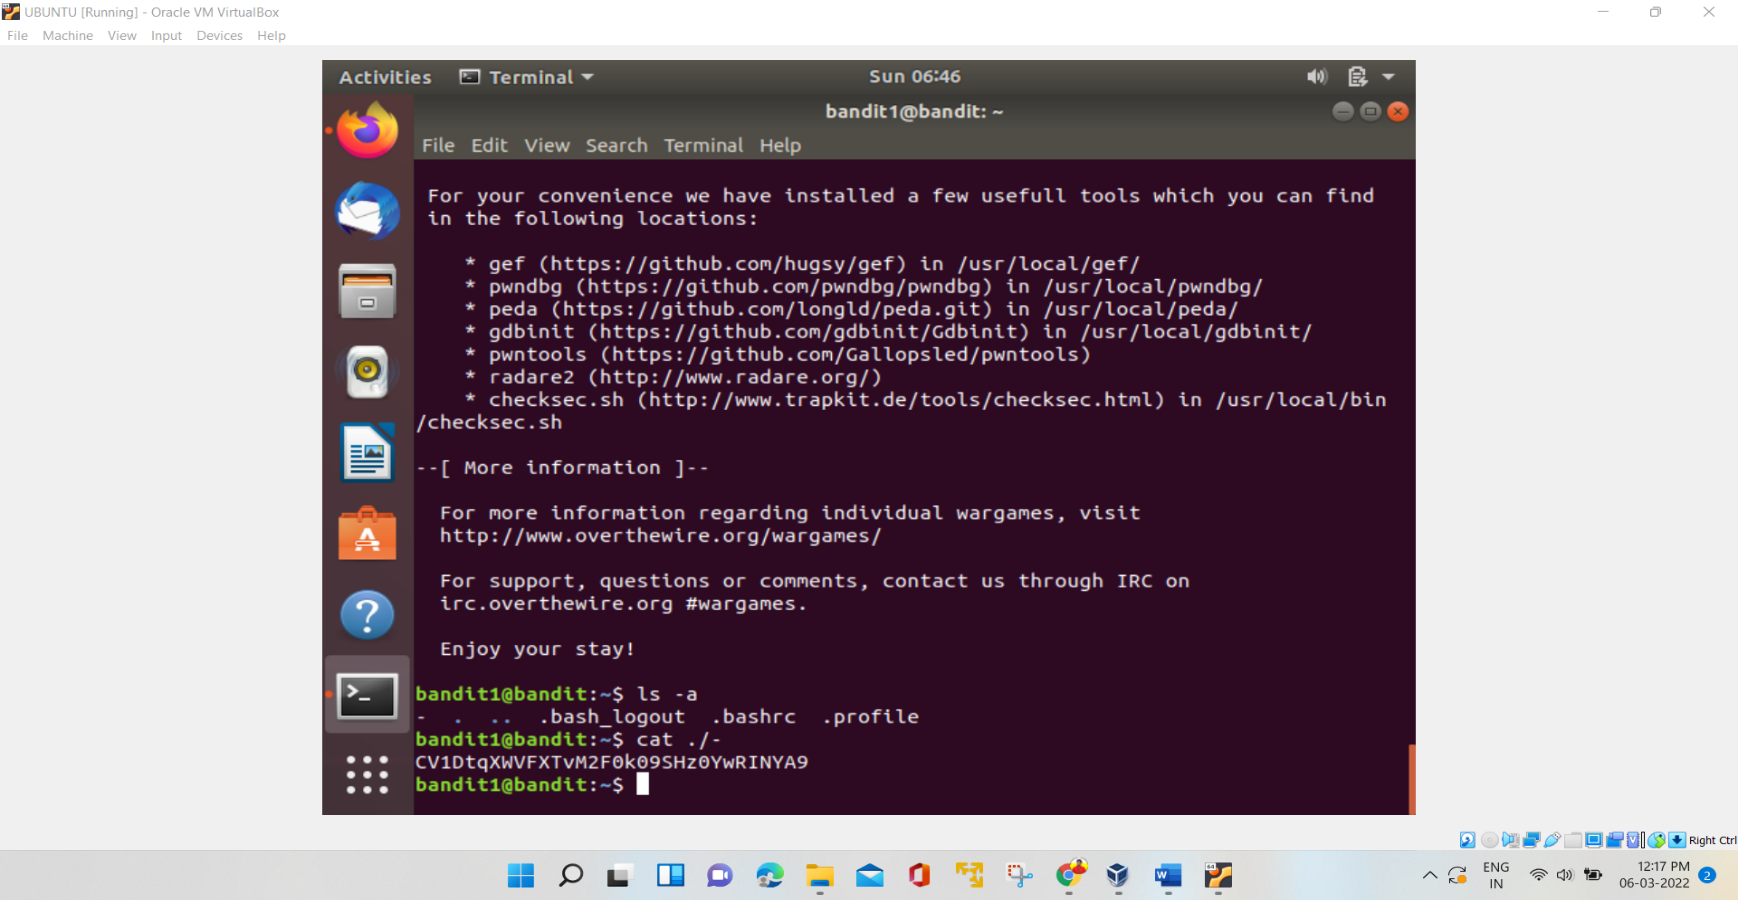 UBUNTU [Running] - Oracle VM VirtualBox
File Machine View Input Devices Help
Activities Terminal Sun 06:46
bandit1@bandit: ~
File Edit View Search Terminal Help
For your convenience we have installed a few usefull tools which you can find
in the following locations:
* gef (https://github.com/hugsy/gef) in /usr/local/gef/
* pwndbg (https://github.com/pwndbg/pwndbg) in /usr/local/pwndbg/
* peda (https://github.com/longld/peda.git) in /usr/local/peda/
* gdbinit (https://github.com/gdbinit/Gdbinit) in /usr/local/gdbinit/
* pwntools (https://github.com/Gallopsled/pwntools)
* radare2 (http://www.radare.org/)
* checksec.sh (http://www.trapkit.de/tools/checksec.html) in /usr/local/bin
/checksec.sh
--[ More information ]--
For more information regarding individual wargames, visit
http://www.overthewire.org/wargames/
For support, questions or comments, contact us through IRC on
irc.overthewire.org #wargames.
Enjoy your stay!
bandit1@bandit:~$ ls -a
- . .. .bash_logout .bashrc .profile
bandit1@bandit:~$ cat ./-
CV1DtqXWVFXTvM2F0k09SHz0YwRINYA9
bandit1@bandit:~$
Right Ctrl
ENG
IN
12:17 PM
06-03-2022
2